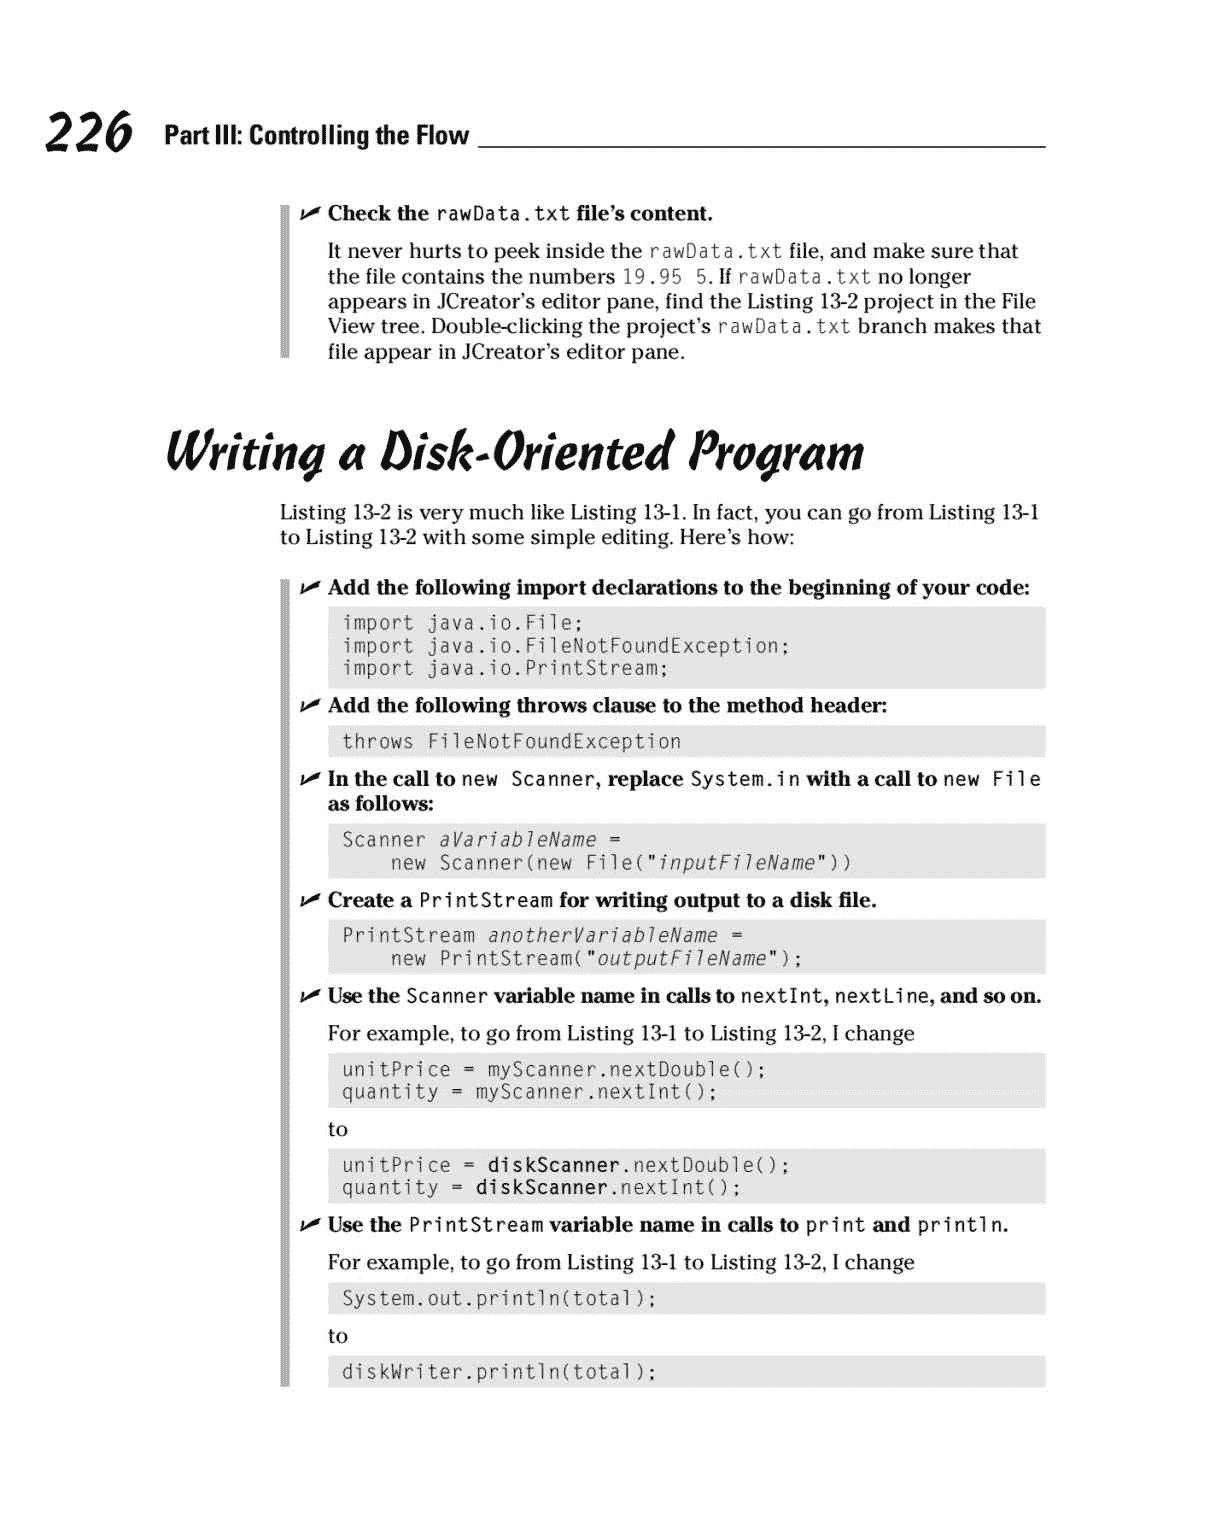 226 Part III: Controlling the Flow
✓ Check the rawData.txt file's content.
It never hurts to peek inside the rawData.txt file, and make sure that
the file contains the numbers 19.95 5. If rawData.txt no longer
appears in JCreator's editor pane, find the Listing 13-2 project in the File
View tree. Double-clicking the project's rawData.txt branch makes that
file appear in JCreator's editor pane.
Writing a Disk-Oriented Program
Listing 13-2 is very much like Listing 13-1. In fact, you can go from Listing 13-1
to Listing 13-2 with some simple editing. Here's how:
✓ Add the following import declarations to the beginning of your code:
import java.io.File;
import java.io.FileNotFoundException;
import java.io.PrintStream;
✓ Add the following throws clause to the method header:
throws FileNotFoundException
✓ In the call to new Scanner, replace System.in with a call to new File
as follows:
Scanner aVariableName =
new Scanner(new File("inputFileName"))
✓ Create a PrintStream for writing output to a disk file.
PrintStream anotherVariableName =
new PrintStream("outputFileName");
✓ Use the Scanner variable name in calls to nextInt, nextLine, and so on.
For example, to go from Listing 13-1 to Listing 13-2, I change
unitPrice = myScanner.nextDouble();
quantity = myScanner.nextInt();
to
unitPrice = diskScanner.nextDouble();
quantity = diskScanner.nextInt();
✓ Use the PrintStream variable name in calls to print and println.
For example, to go from Listing 13-1 to Listing 13-2, I change
System.out.println(total);
to
diskWriter.println(total);